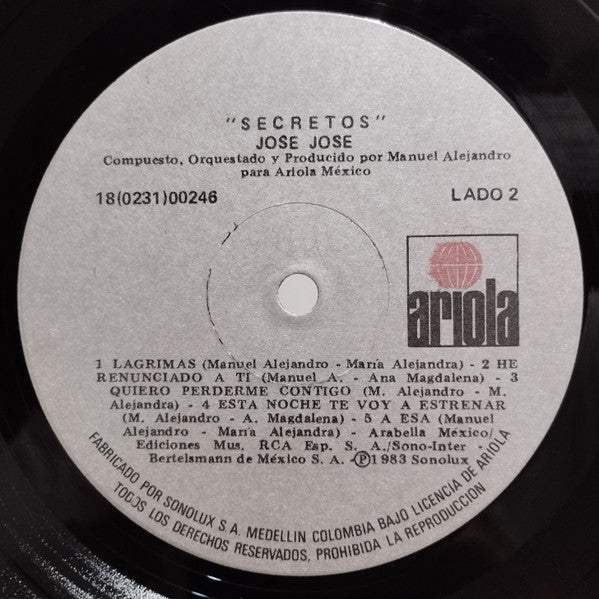 "SECRETOS"
JOSE JOSE
Compuesto, Orquestado y Producido por Manuel Alejandro
para Ariola México
18(0231)00246
LADO 2
ariola
1 LAGRIMAS (Manuel Alejandro - María Alejandra) - 2 HE
RENUNCIADO A TI (Manuel A. - Ana Magdalena) - 3
QUIERO PERDERME CONTIGO (M. Alejandro - M.
Alejandra) - 4 ESTA NOCHE TE VOY A ESTRENAR
(M. Alejandro - A. Magdalena) - 5 A ESA (Manuel
Alejandro - María Alejandra) - Arabella México/
Ediciones Mus. RCA Esp. S. A./Sono-Inter -
Bertelsmann de México S. A. -Ⓟ1983 Sonolux
FABRICADO POR SONOLUX S.A. MEDELLIN COLOMBIA BAJO LICENCIA DE ARIOLA
TODOS LOS DERECHOS RESERVADOS, PROHIBIDA LA REPRODUCCION